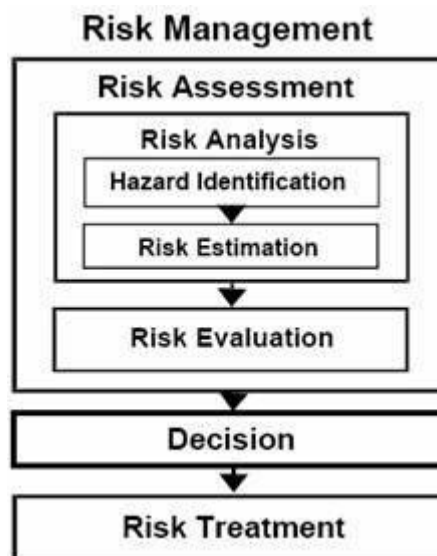 Risk Management
Risk Assessment
Risk Analysis
Hazard Identification
Risk Estimation
Risk Evaluation
Decision
Risk Treatment